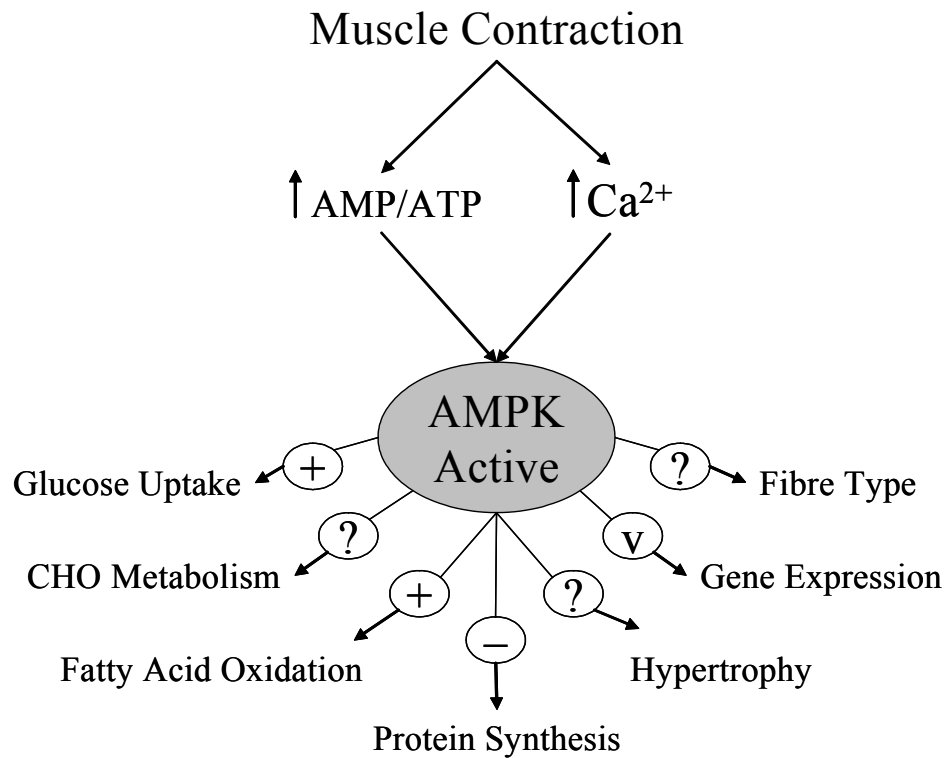 Muscle Contraction
AMP/ATP
Ca²⁺
AMPK
Active
+
?
Glucose Uptake
Fibre Type
?
v
CHO Metabolism
Gene Expression
+
?
−
Fatty Acid Oxidation
Hypertrophy
Protein Synthesis